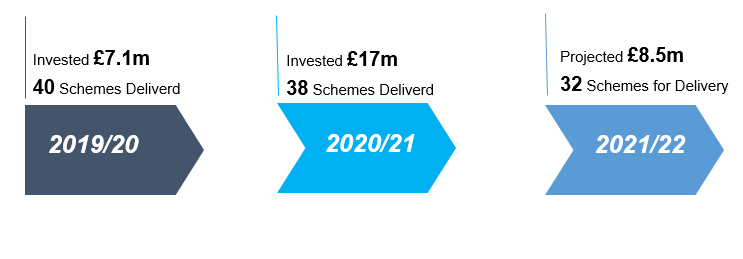 Invested £7.1m
40 Schemes Deliverd
2019/20
Invested £17m
38 Schemes Deliverd
2020/21
Projected £8.5m
32 Schemes for Delivery
2021/22